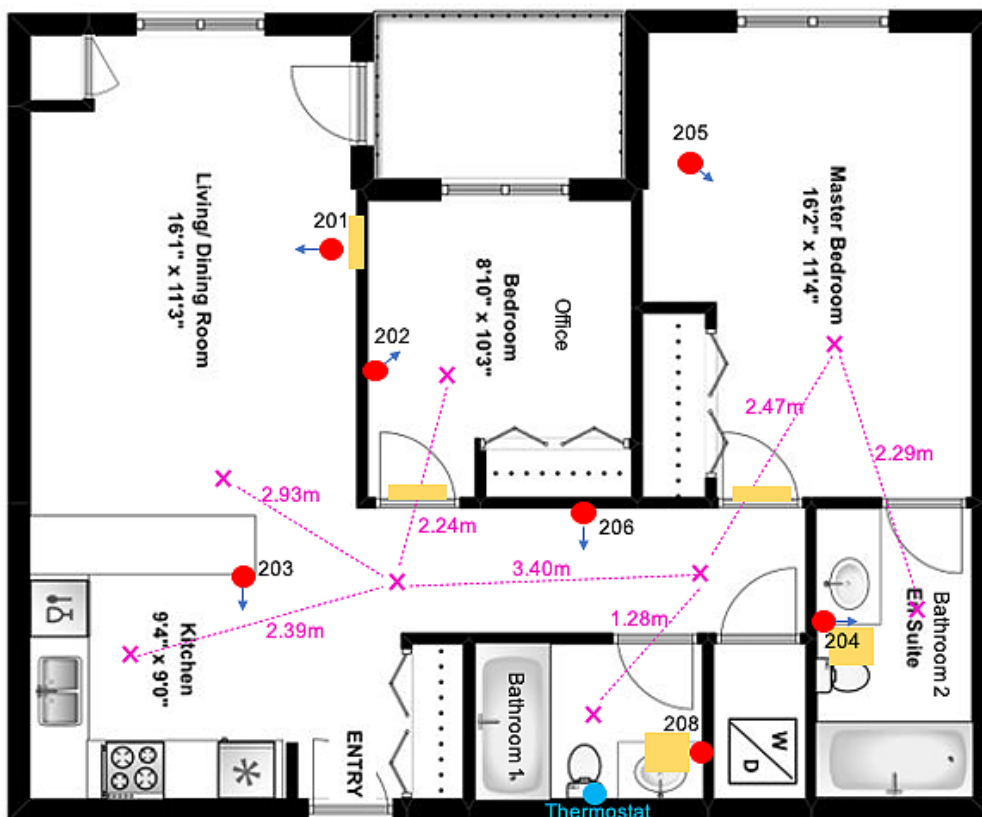 205
Living/ Dining Room
16'1" x 11'3"
201
Bedroom
8'10" x 10'3"
Office
Master Bedroom
16'2" x 11'4"
202
2.47m
2.29m
2.93m
2.24m
206
203
3.40m
1.28m
2.39m
Kitchen
9'4" x 9'0"
204
Bathroom 2
EN Suite
Bathroom 1
208
ENTRY
W
D
Thermostat